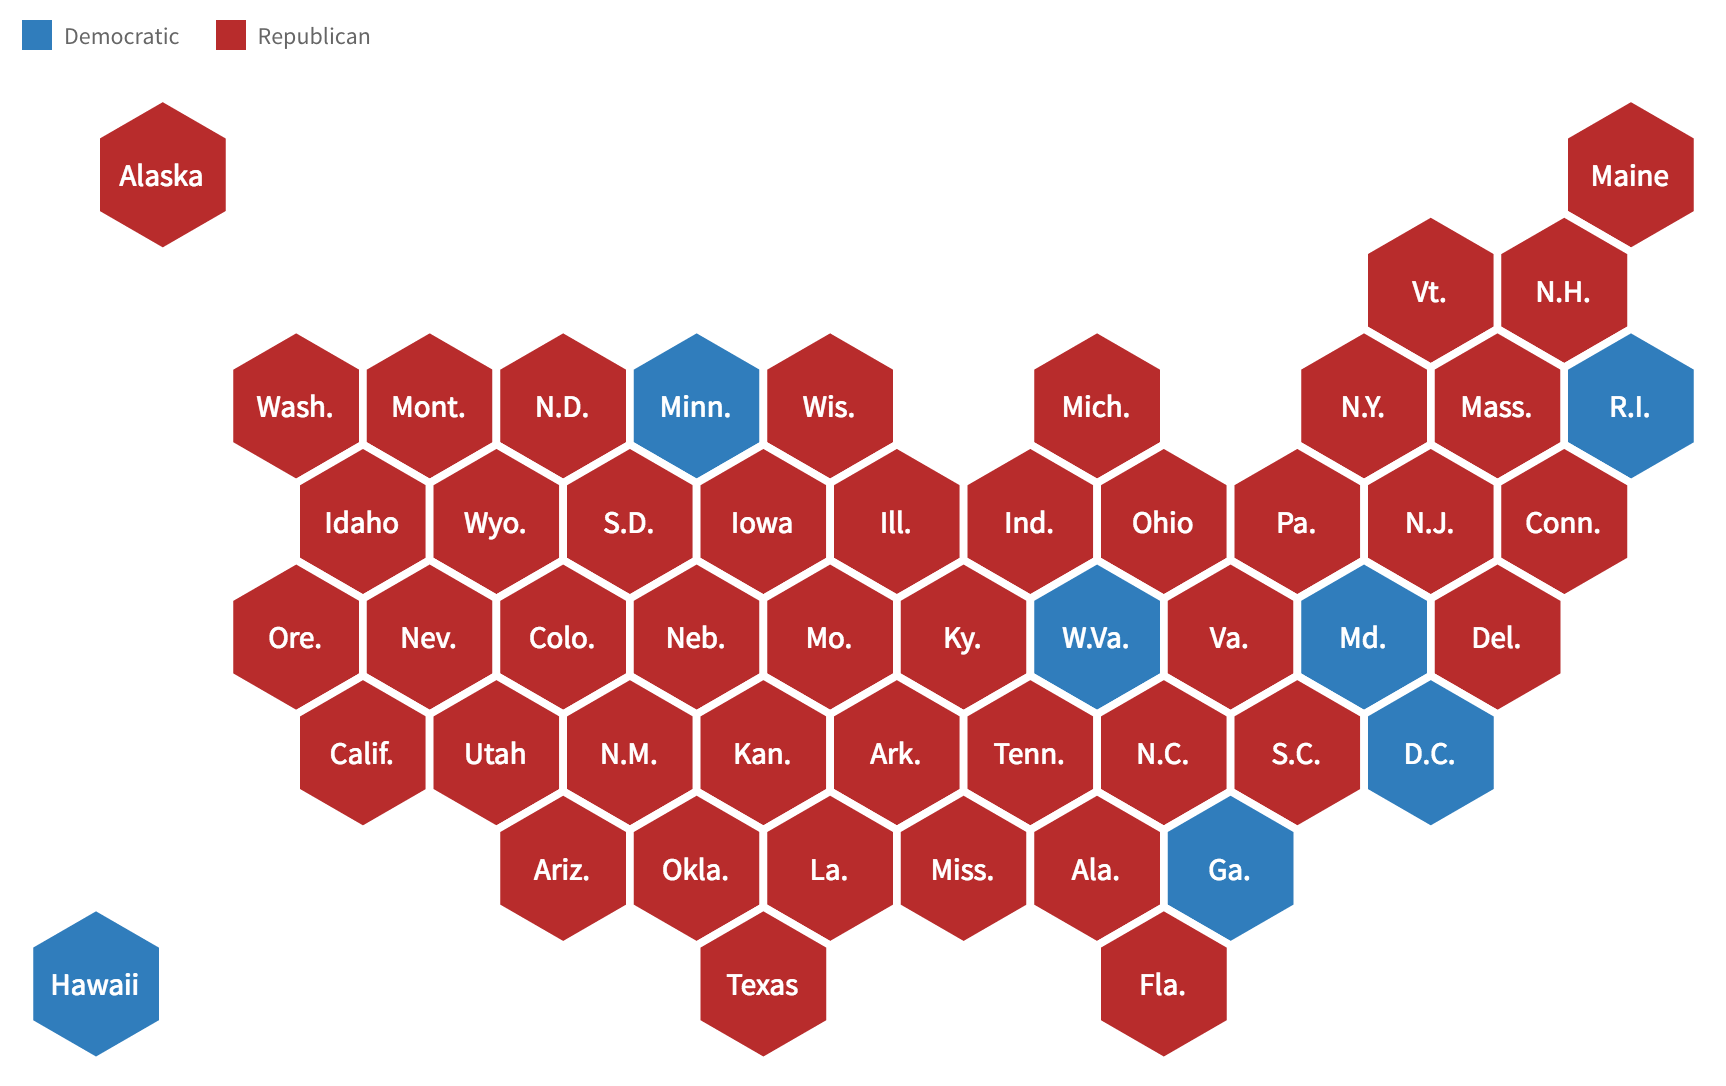 Democratic Republican
Alaska Maine
Vt. N.H.
Wash. Mont. N.D. Minn. Wis. Mich. N.Y. Mass. R.I.
Idaho Wyo. S.D. Iowa Ill. Ind. Ohio Pa. N.J. Conn.
Ore. Nev. Colo. Neb. Mo. Ky. W.Va. Va. Md. Del.
Calif. Utah N.M. Kan. Ark. Tenn. N.C. S.C. D.C.
Ariz. Okla. La. Miss. Ala. Ga.
Hawaii Texas Fla.